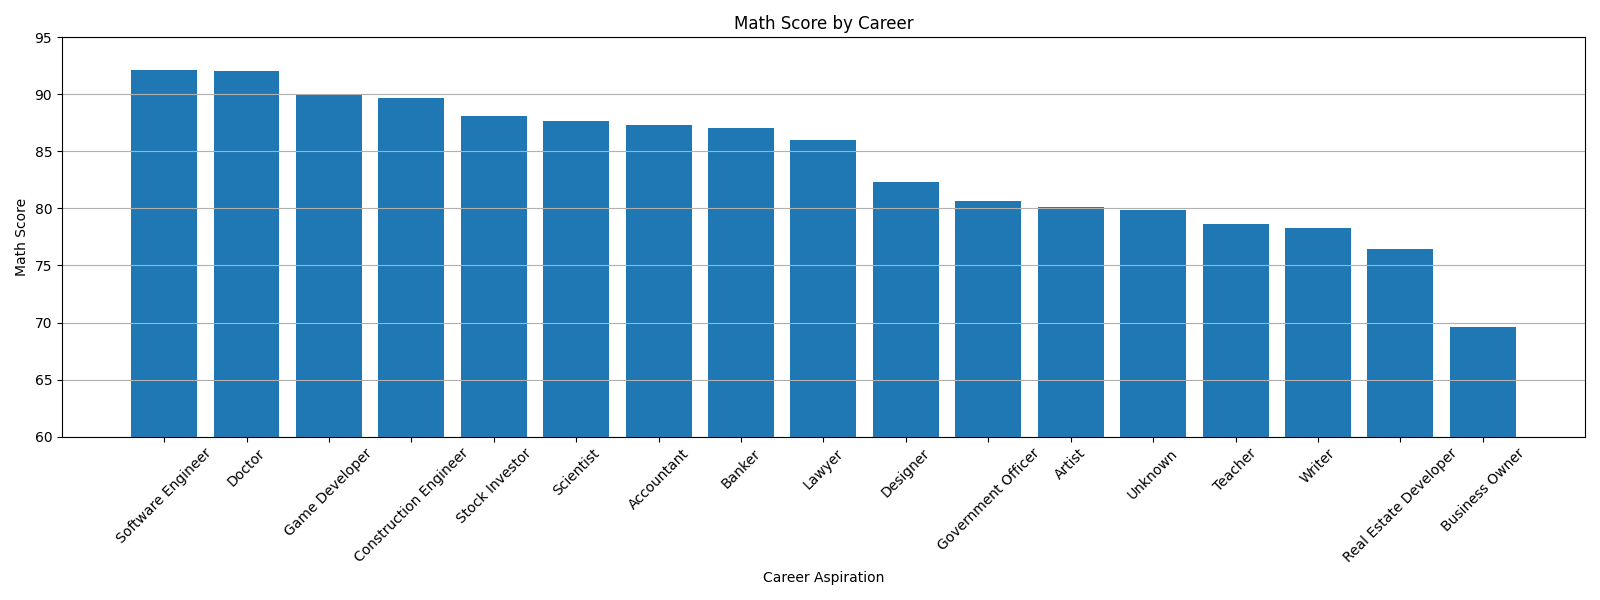 Math Score by Career
Math Score
95
90
85
80
75
70
65
60
Software Engineer
Doctor
Game Developer
Construction Engineer
Stock Investor
Scientist
Accountant
Banker
Lawyer
Designer
Government Officer
Artist
Unknown
Teacher
Writer
Real Estate Developer
Business Owner
Career Aspiration